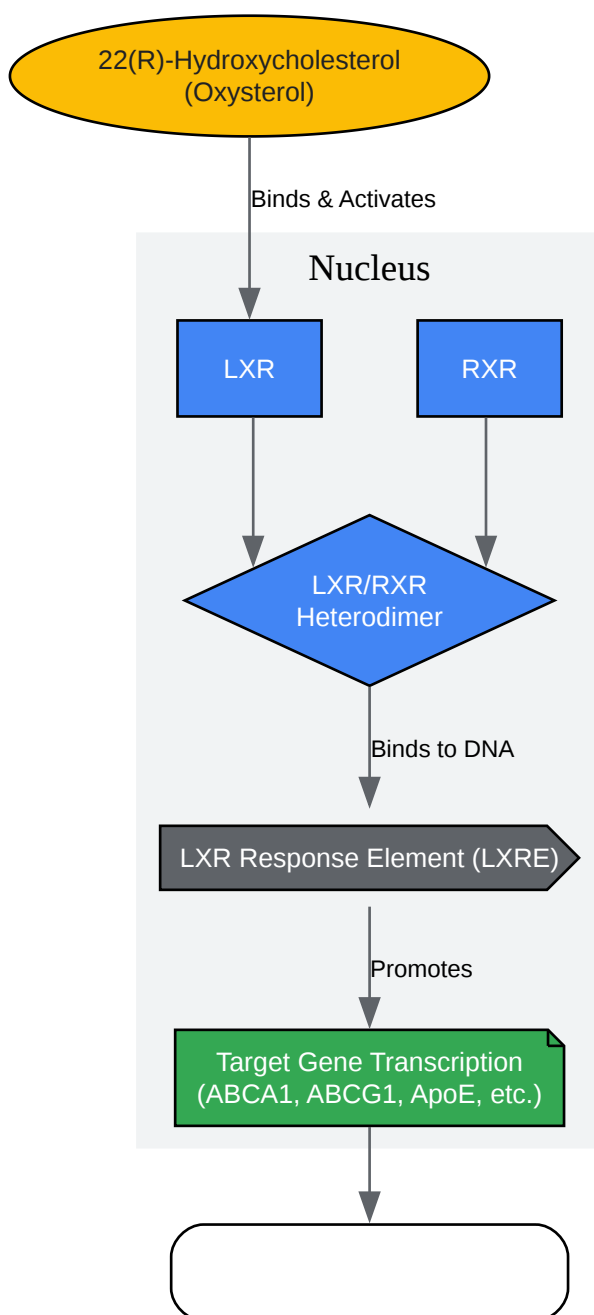 22(R)-Hydroxycholesterol
(Oxysterol)
Binds & Activates
Nucleus
LXR
RXR
LXR/RXR
Heterodimer
Binds to DNA
LXR Response Element (LXRE)
Promotes
Target Gene Transcription
(ABCA1, ABCG1, ApoE, etc.)